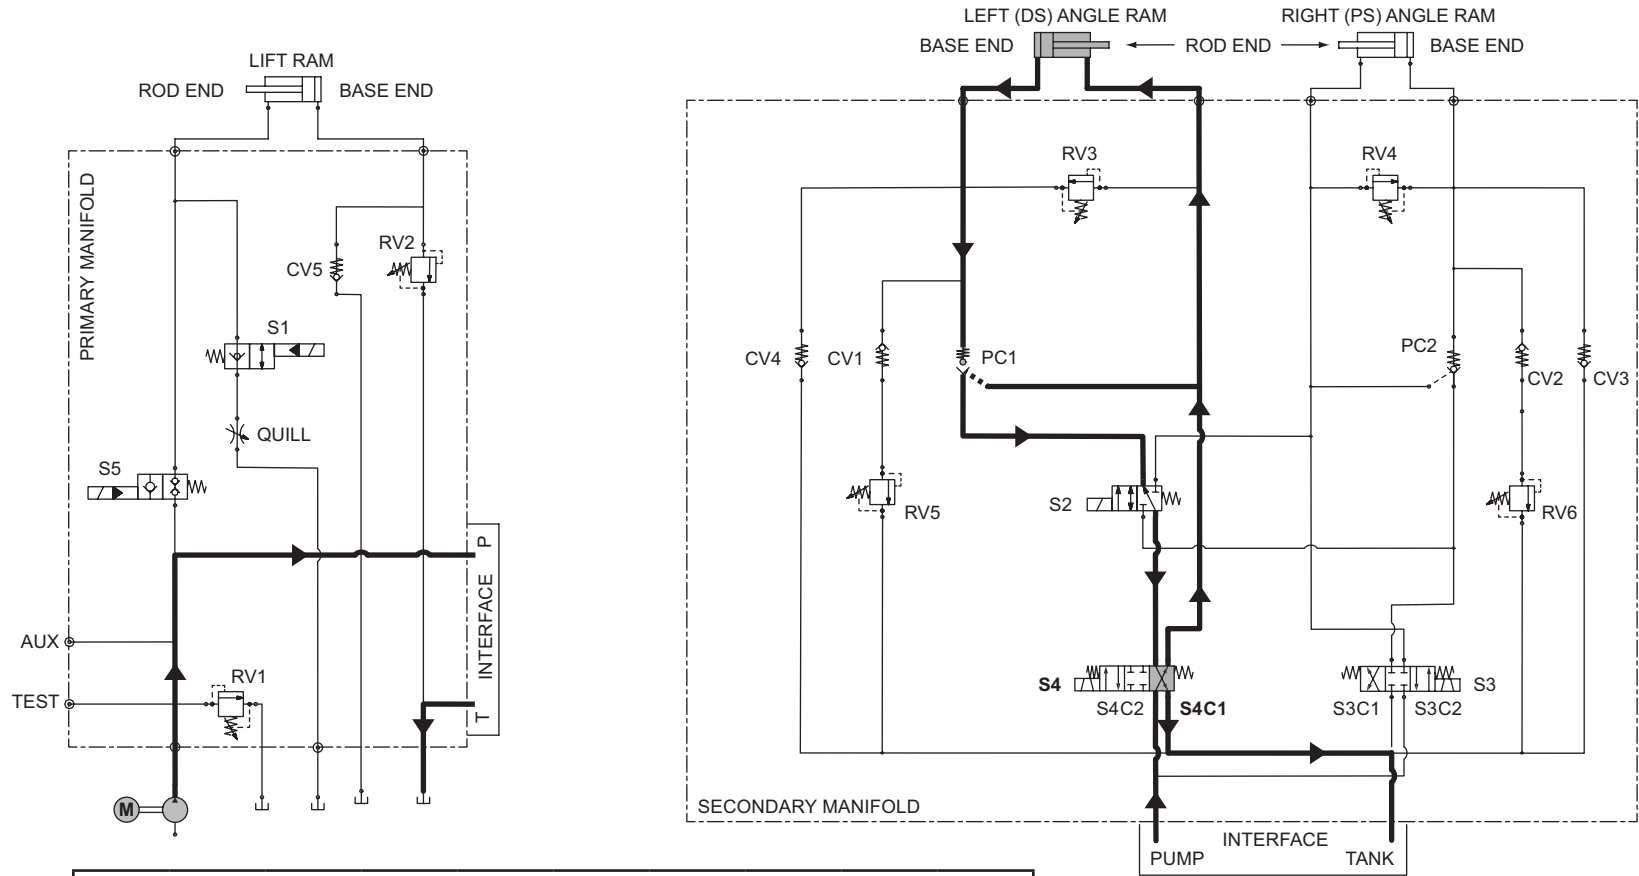 LIFT RAM
ROD END
BASE END
PRIMARY MANIFOLD
CV5
RV2
S1
QUILL
S5
P
INTERFACE
T
AUX
TEST
RV1
M
LEFT (DS) ANGLE RAM
RIGHT (PS) ANGLE RAM
BASE END
ROD END
BASE END
RV3
RV4
CV4
CV1
PC1
PC2
CV2
CV3
S2
RV5
RV6
S4
S4C2
S4C1
S3C1
S3C2
S3
SECONDARY MANIFOLD
INTERFACE
PUMP
TANK